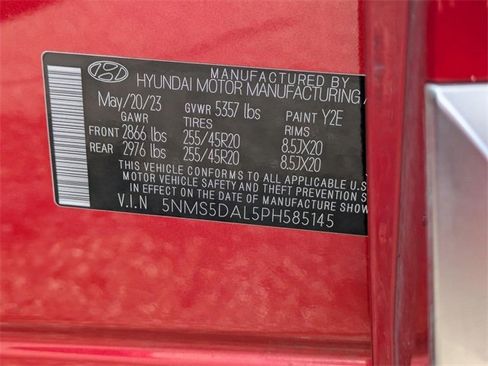 MANUFACTURED BY
HYUNDAI MOTOR MANUFACTURING
May/20/23 GVWR 5357 lbs PAINT Y2E
GAWR TIRES RIMS
FRONT 2866 lbs 255/45R20 8.5JX20
REAR 2976 lbs 255/45R20 8.5JX20
THIS VEHICLE CONFORMS TO ALL APPLICABLE U.S
MOTOR VEHICLE SAFETY AND THEFT PREVENTION S
IN EFFECT ON THE DATE OF MANUFACTURE SHOW
V.I.N 5NMS5DAL5PH585145